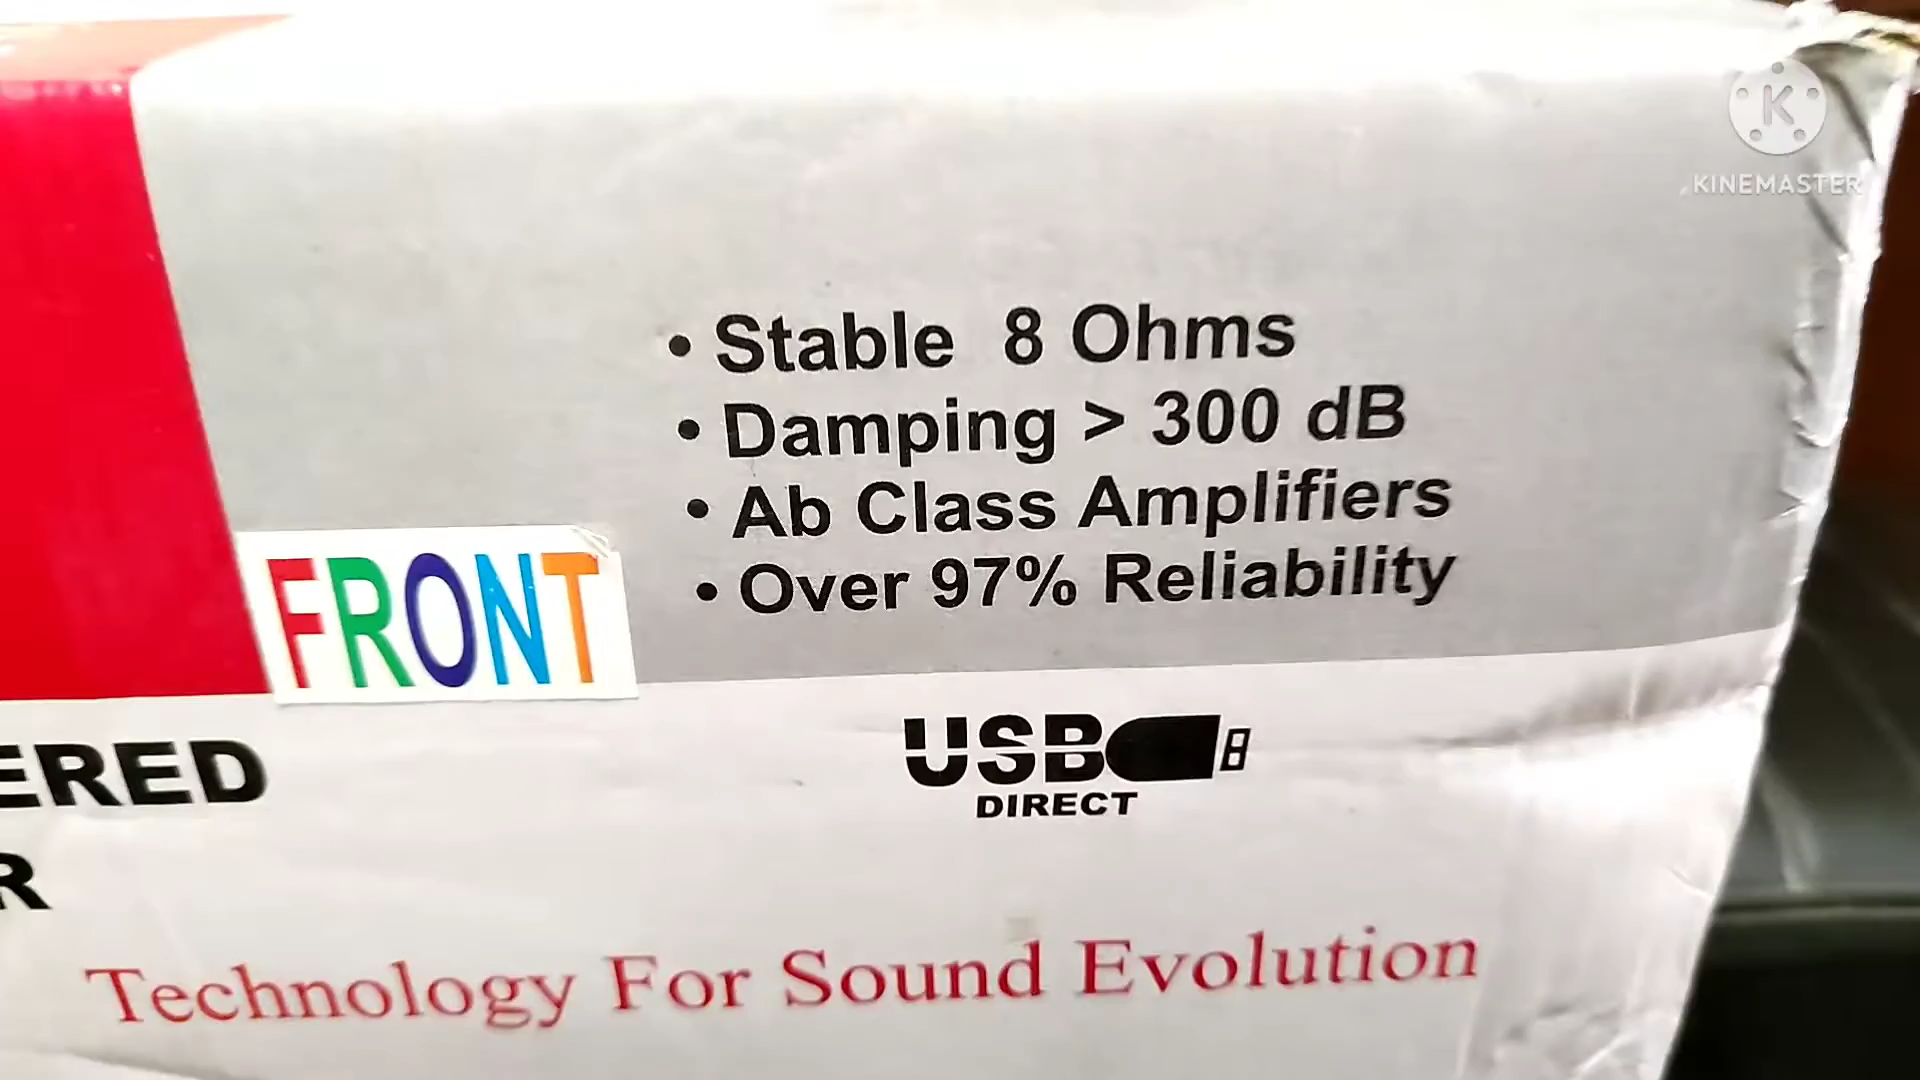 KINEMASTER
• Stable 8 Ohms
• Damping > 300 dB
• Ab Class Amplifiers
• Over 97% Reliability
FRONT
USB
DIRECT
ERED
R
Technology For Sound Evolution